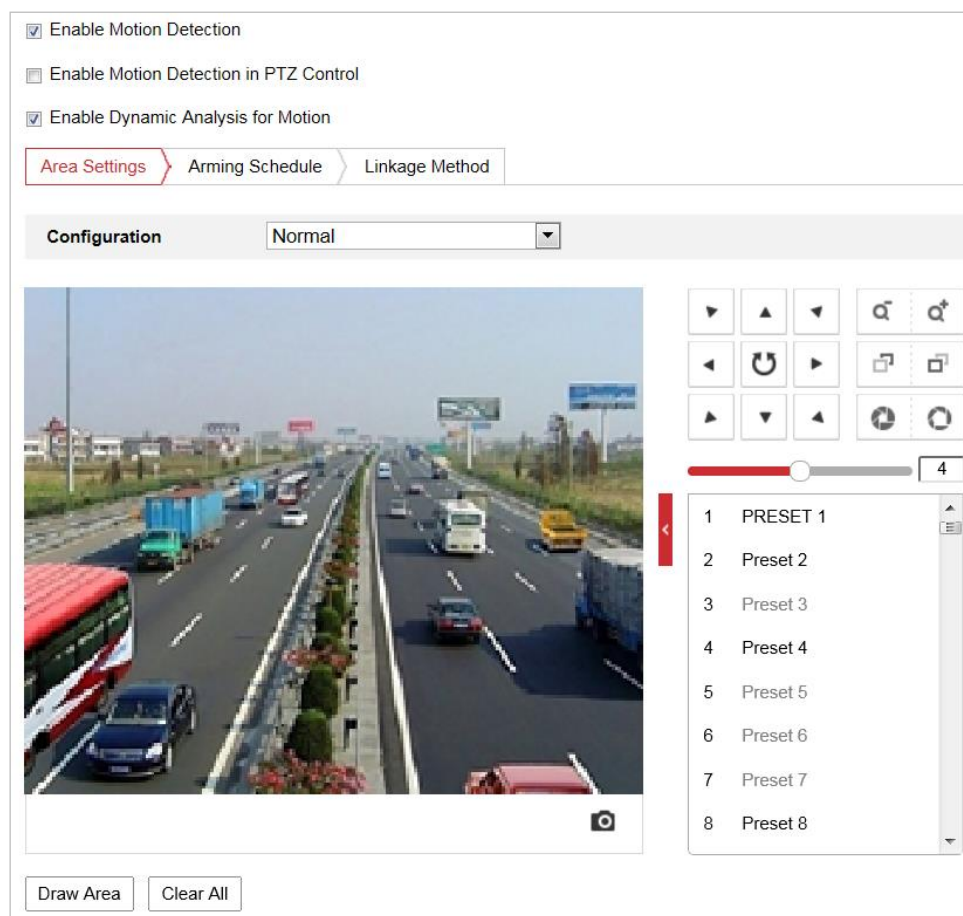 Enable Motion Detection
Enable Motion Detection in PTZ Control
Enable Dynamic Analysis for Motion
Area Settings Arming Schedule Linkage Method
Configuration Normal
4
1 PRESET 1
2 Preset 2
3 Preset 3
4 Preset 4
5 Preset 5
6 Preset 6
7 Preset 7
8 Preset 8
Draw Area Clear All